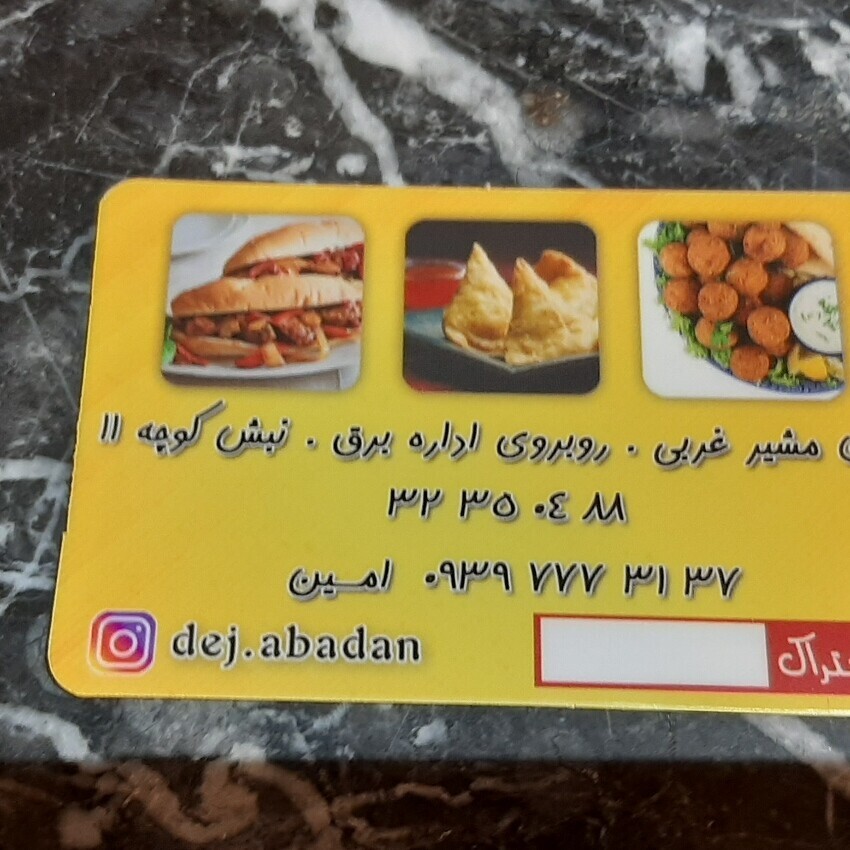 مشیر غربی . روبروی اداره برق . نبش کوچه ۱۱
۳۲ ۳۵ ۰۴ ۸۸
۰۹۳۹ ۷۷۷ ۳۱ ۳۷ امین
dej.abadan